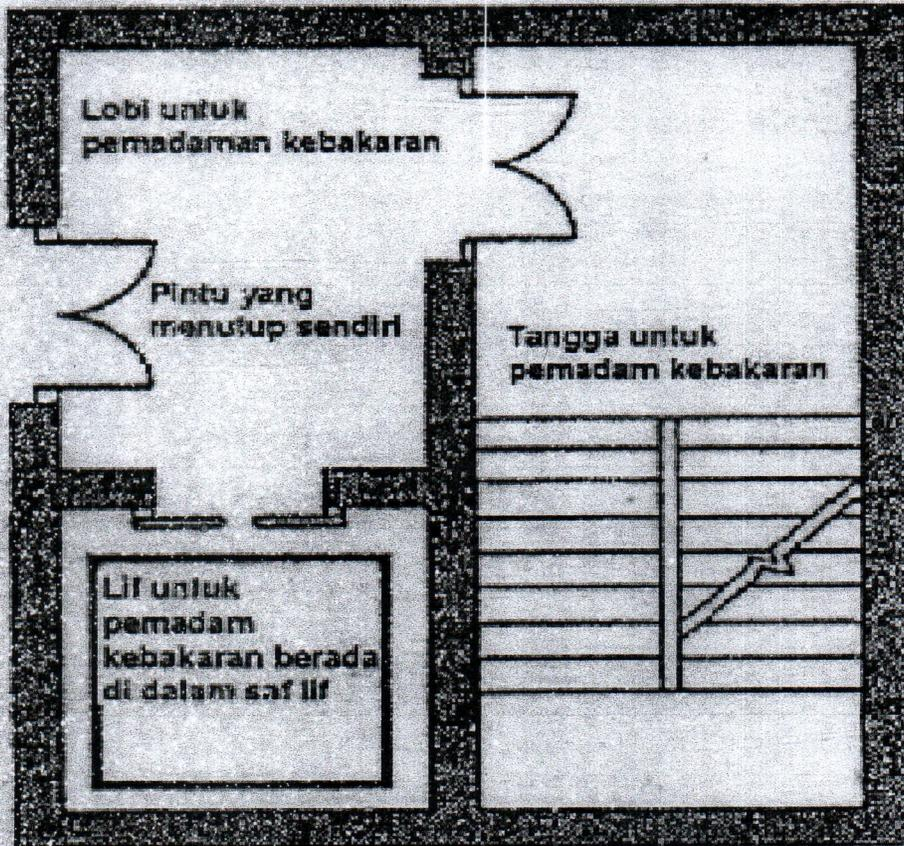 Lobi untuk
pemadaman kebakaran
Pintu yang
menutup sendiri
Tangga untuk
pemadam kebakaran
Lif untuk
pemadam
kebakaran berada
di dalam saf lif